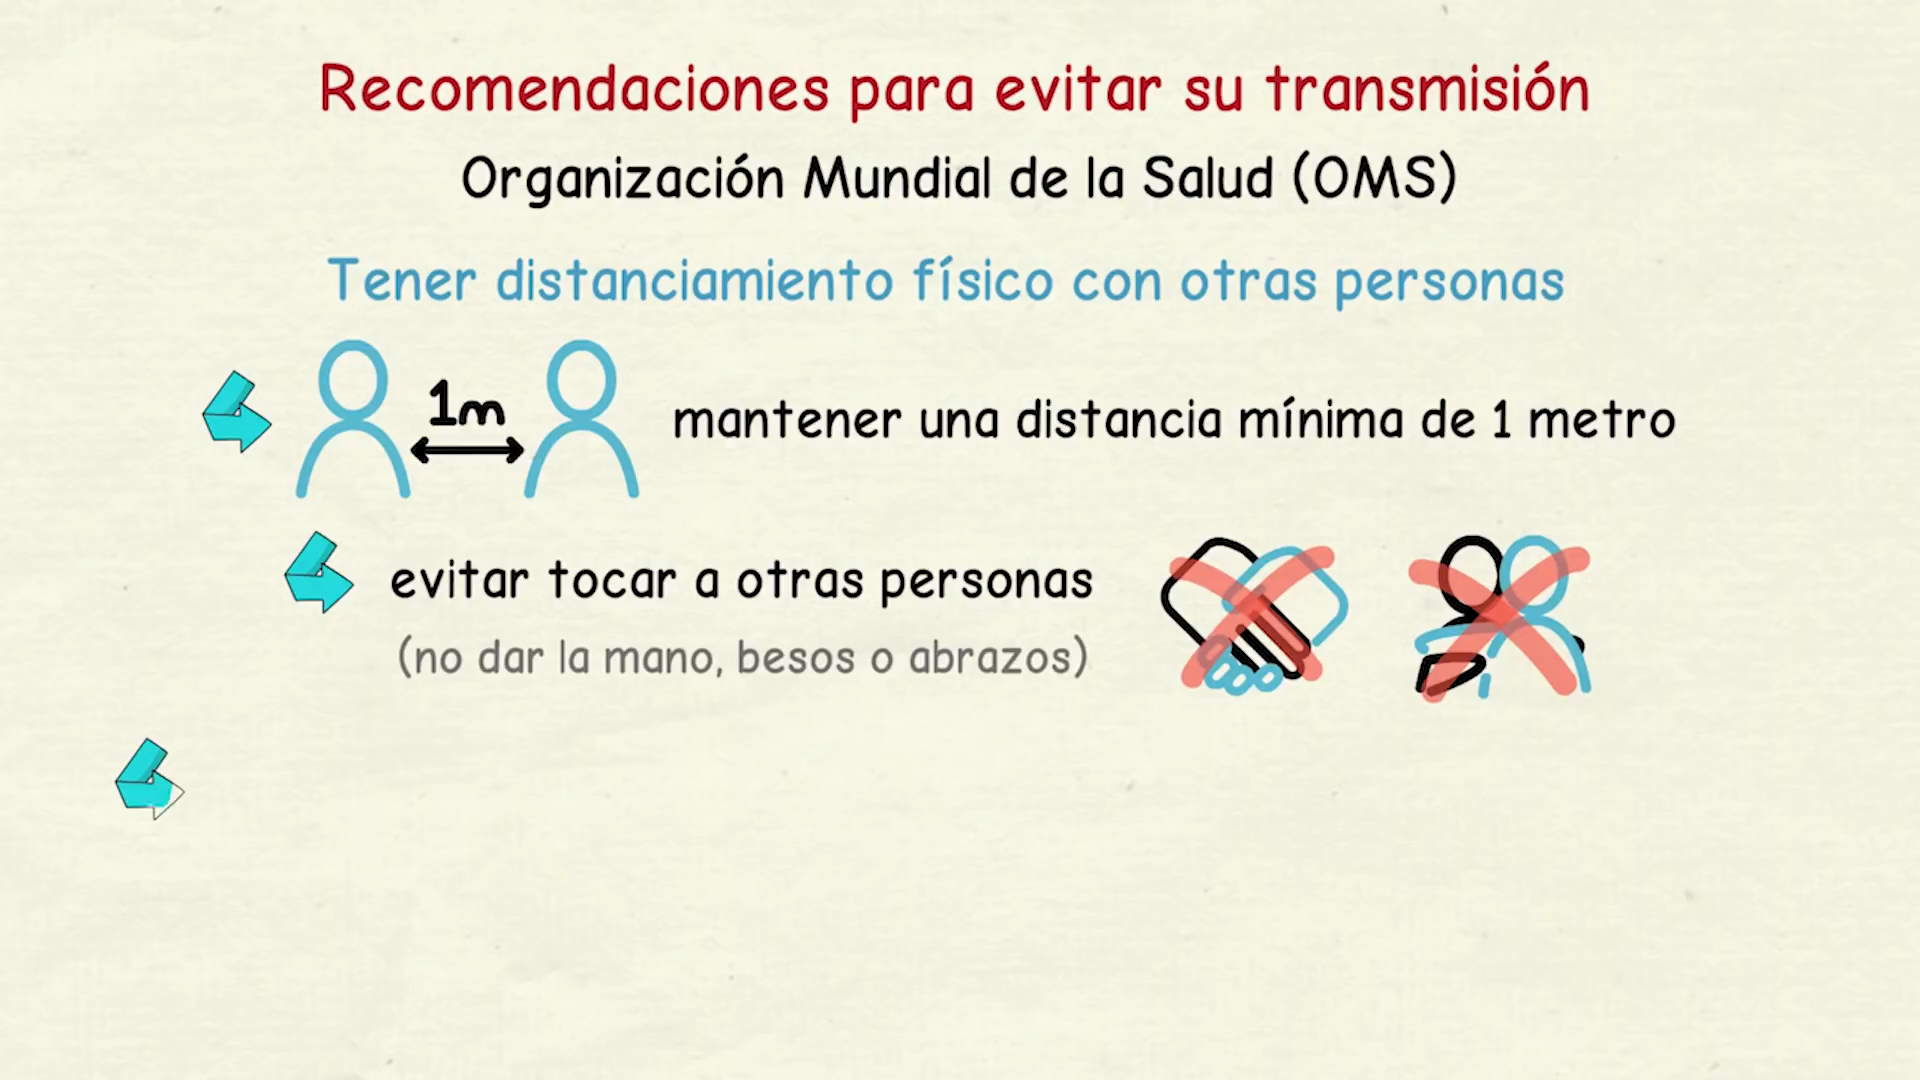 Recomendaciones para evitar su transmisión
Organización Mundial de la Salud (OMS)
Tener distanciamiento físico con otras personas
1m
mantener una distancia mínima de 1 metro
evitar tocar a otras personas
(no dar la mano, besos o abrazos)